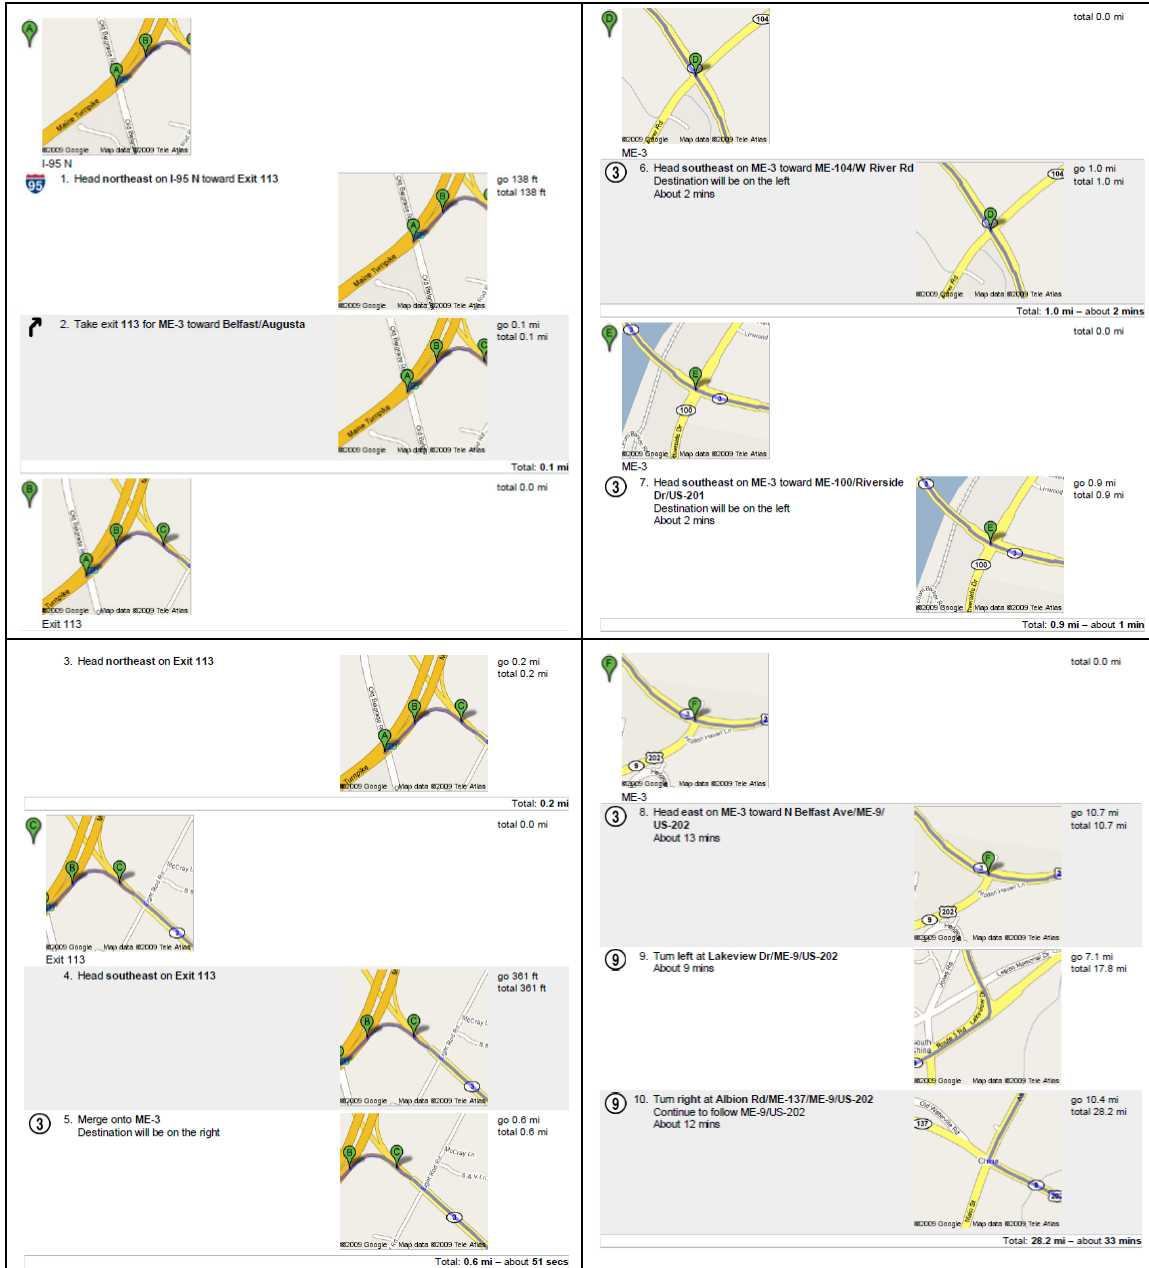 A
I-95 N
95
1. Head northeast on I-95 N toward Exit 113
go 138 ft
total 138 ft
2. Take exit 113 for ME-3 toward Belfast/Augusta
go 0.1 mi
total 0.1 mi
Total: 0.1 mi
B
total 0.0 mi
Exit 113
3. Head northeast on Exit 113
go 0.2 mi
total 0.2 mi
Total: 0.2 mi
C
total 0.0 mi
Exit 113
4. Head southeast on Exit 113
go 361 ft
total 361 ft
3
5. Merge onto ME-3
Destination will be on the right
go 0.6 mi
total 0.6 mi
Total: 0.6 mi – about 51 secs
D
total 0.0 mi
ME-3
3
6. Head southeast on ME-3 toward ME-104/W River Rd
Destination will be on the left
About 2 mins
go 1.0 mi
total 1.0 mi
Total: 1.0 mi – about 2 mins
E
total 0.0 mi
ME-3
3
7. Head southeast on ME-3 toward ME-100/Riverside
Dr/US-201
Destination will be on the left
About 2 mins
go 0.9 mi
total 0.9 mi
Total: 0.9 mi – about 1 min
F
total 0.0 mi
ME-3
3
8. Head east on ME-3 toward N Belfast Ave/ME-9/
US-202
About 13 mins
go 10.7 mi
total 10.7 mi
9
9. Turn left at Lakeview Dr/ME-9/US-202
About 9 mins
go 7.1 mi
total 17.8 mi
9
10. Turn right at Albion Rd/ME-137/ME-9/US-202
Continue to follow ME-9/US-202
About 12 mins
go 10.4 mi
total 28.2 mi
Total: 28.2 mi – about 33 mins